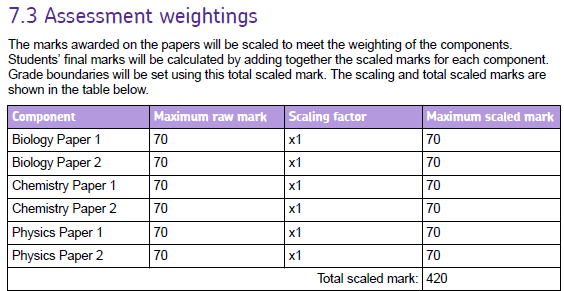 7.3 Assessment weightings
The marks awarded on the papers will be scaled to meet the weighting of the components.
Students' final marks will be calculated by adding together the scaled marks for each component.
Grade boundaries will be set using this total scaled mark. The scaling and total scaled marks are
shown in the table below.
Component Maximum raw mark Scaling factor Maximum scaled mark
Biology Paper 1 70 x1 70
Biology Paper 2 70 x1 70
Chemistry Paper 1 70 x1 70
Chemistry Paper 2 70 x1 70
Physics Paper 1 70 x1 70
Physics Paper 2 70 x1 70
Total scaled mark: 420